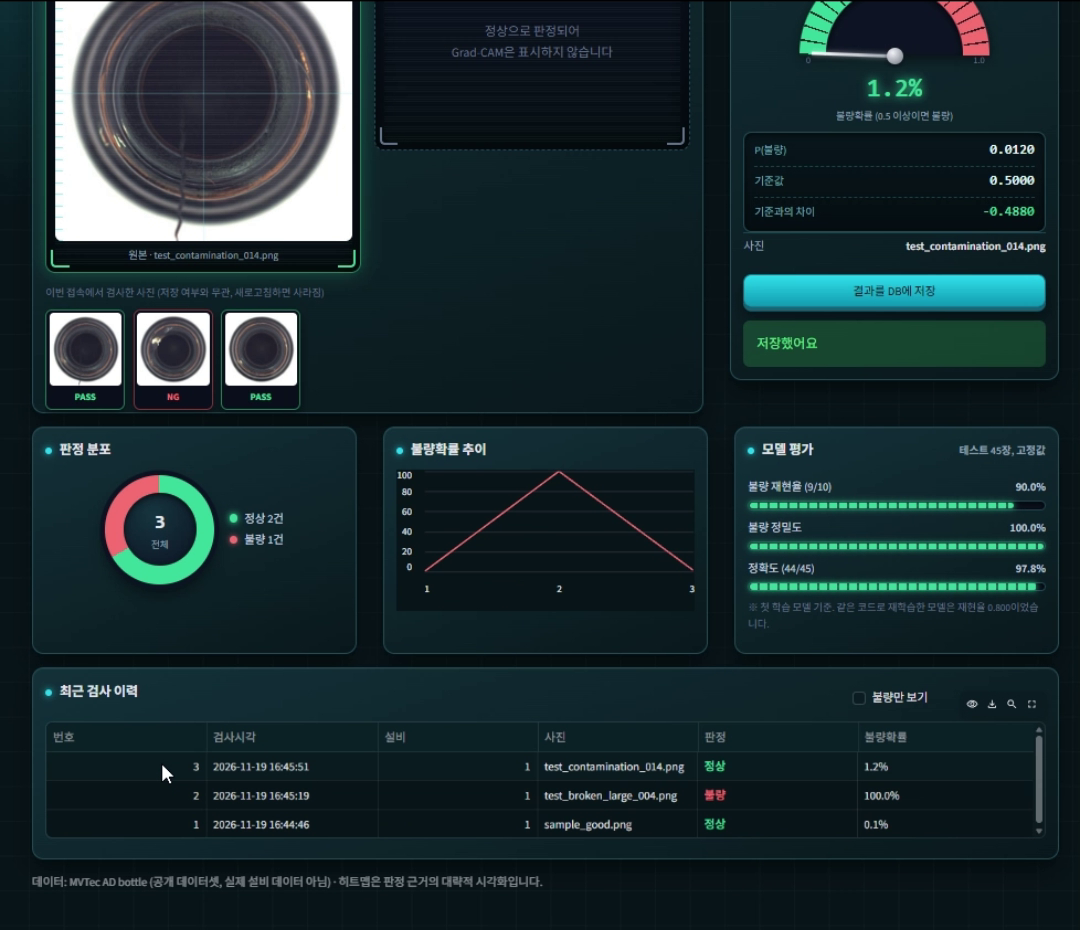 정상으로 판정되어
Grad-CAM은 표시하지 않습니다
원본 · test_contamination_014.png
이번 접속에서 검사한 사진 (저장 여부와 무관, 새로고침하면 사라짐)
PASS
NG
PASS
0
1.0
1.2%
불량확률 (0.5 이상이면 불량)
P(불량) 0.0120
기준값 0.5000
기준과의 차이 -0.4880
사진 test_contamination_014.png
결과를 DB에 저장
저장했어요
판정 분포
3
전체
정상 2건
불량 1건
불량확률 추이
100
80
60
40
20
0
1 2 3
모델 평가 테스트 45장, 고정값
불량 재현율 (9/10) 90.0%
불량 정밀도 100.0%
정확도 (44/45) 97.8%
※ 첫 학습 모델 기준. 같은 코드로 재학습한 모델은 재현율 0.800이었습
니다.
최근 검사 이력
불량만 보기
번호 검사시각 설비 사진 판정 불량확률
3 2026-11-19 16:45:51 1 test_contamination_014.png 정상 1.2%
2 2026-11-19 16:45:19 1 test_broken_large_004.png 불량 100.0%
1 2026-11-19 16:44:46 1 sample_good.png 정상 0.1%
데이터: MVTec AD bottle (공개 데이터셋, 실제 설비 데이터 아님) · 히트맵은 판정 근거의 대략적 시각화입니다.